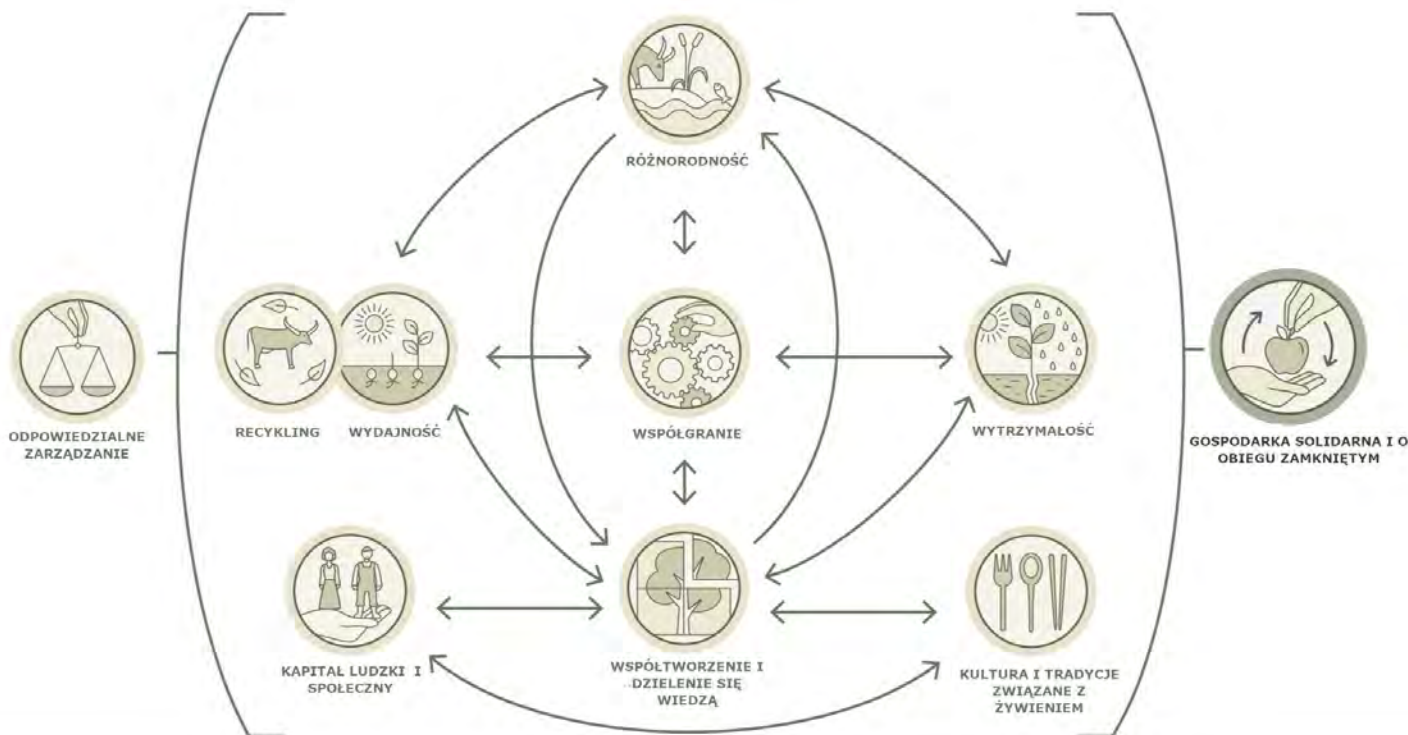 RÓŻNORODNOŚĆ
ODPOWIEDZIALNE
ZARZĄDZANIE
RECYKLING
WYDAJNOŚĆ
WSPÓŁGRANIE
WYTRZYMAŁOŚĆ
GOSPODARKA SOLIDARNA I O
OBIEGU ZAMKNIĘTYM
KAPITAŁ LUDZKI I
SPOŁECZNY
WSPÓŁTWORZENIE I
DZIELENIE SIĘ
WIEDZĄ
KULTURA I TRADYCJE
ZWIĄZANE Z
ŻYWIENIEM